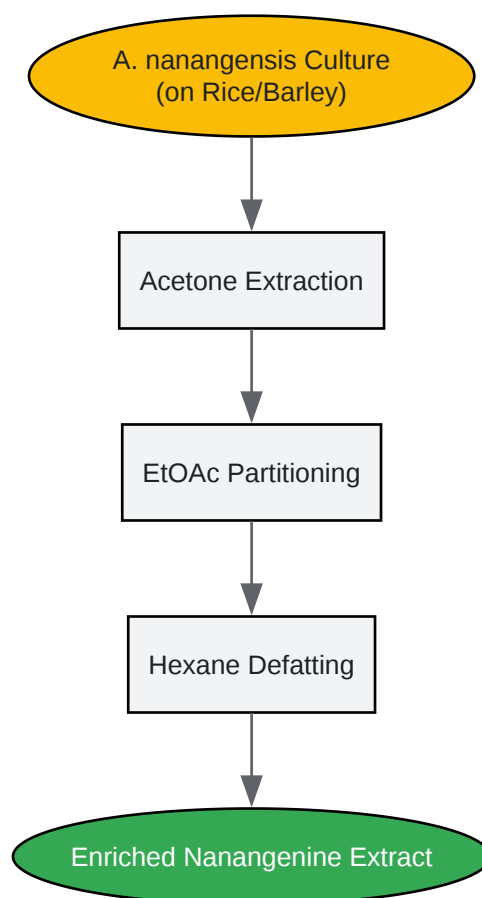 A. nanangensis Culture
(on Rice/Barley)
Acetone Extraction
EtOAc Partitioning
Hexane Defatting
Enriched Nanangenine Extract